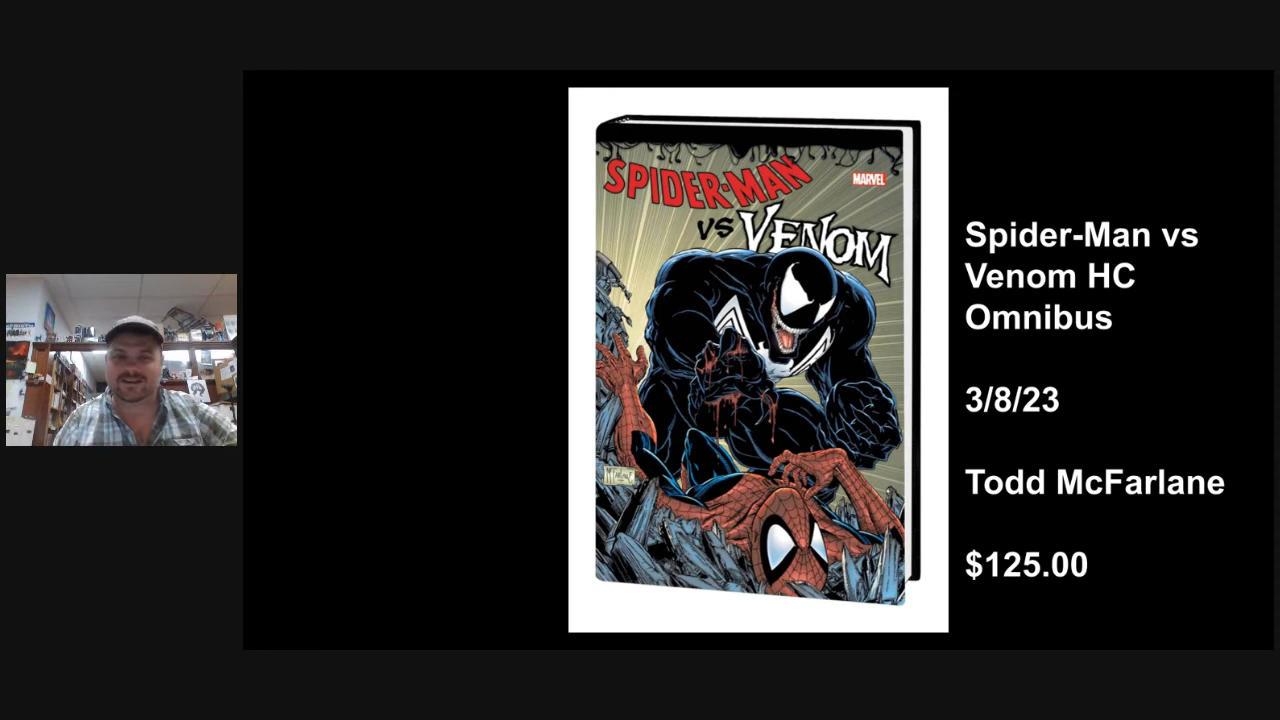 SPIDER-MAN
MARVEL
VS VENOM
Spider-Man vs
Venom HC
Omnibus
3/8/23
Todd McFarlane
$125.00